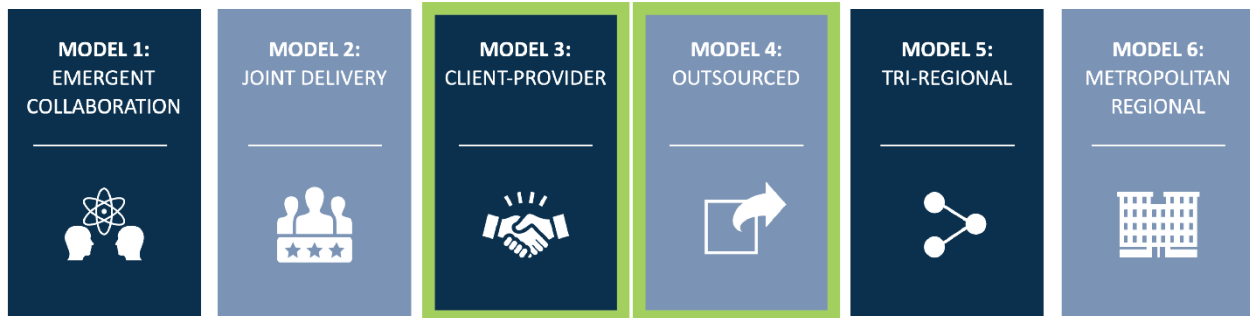 MODEL 1:
EMERGENT
COLLABORATION
MODEL 2:
JOINT DELIVERY
MODEL 3:
CLIENT-PROVIDER
MODEL 4:
OUTSOURCED
MODEL 5:
TRI-REGIONAL
MODEL 6:
METROPOLITAN
REGIONAL